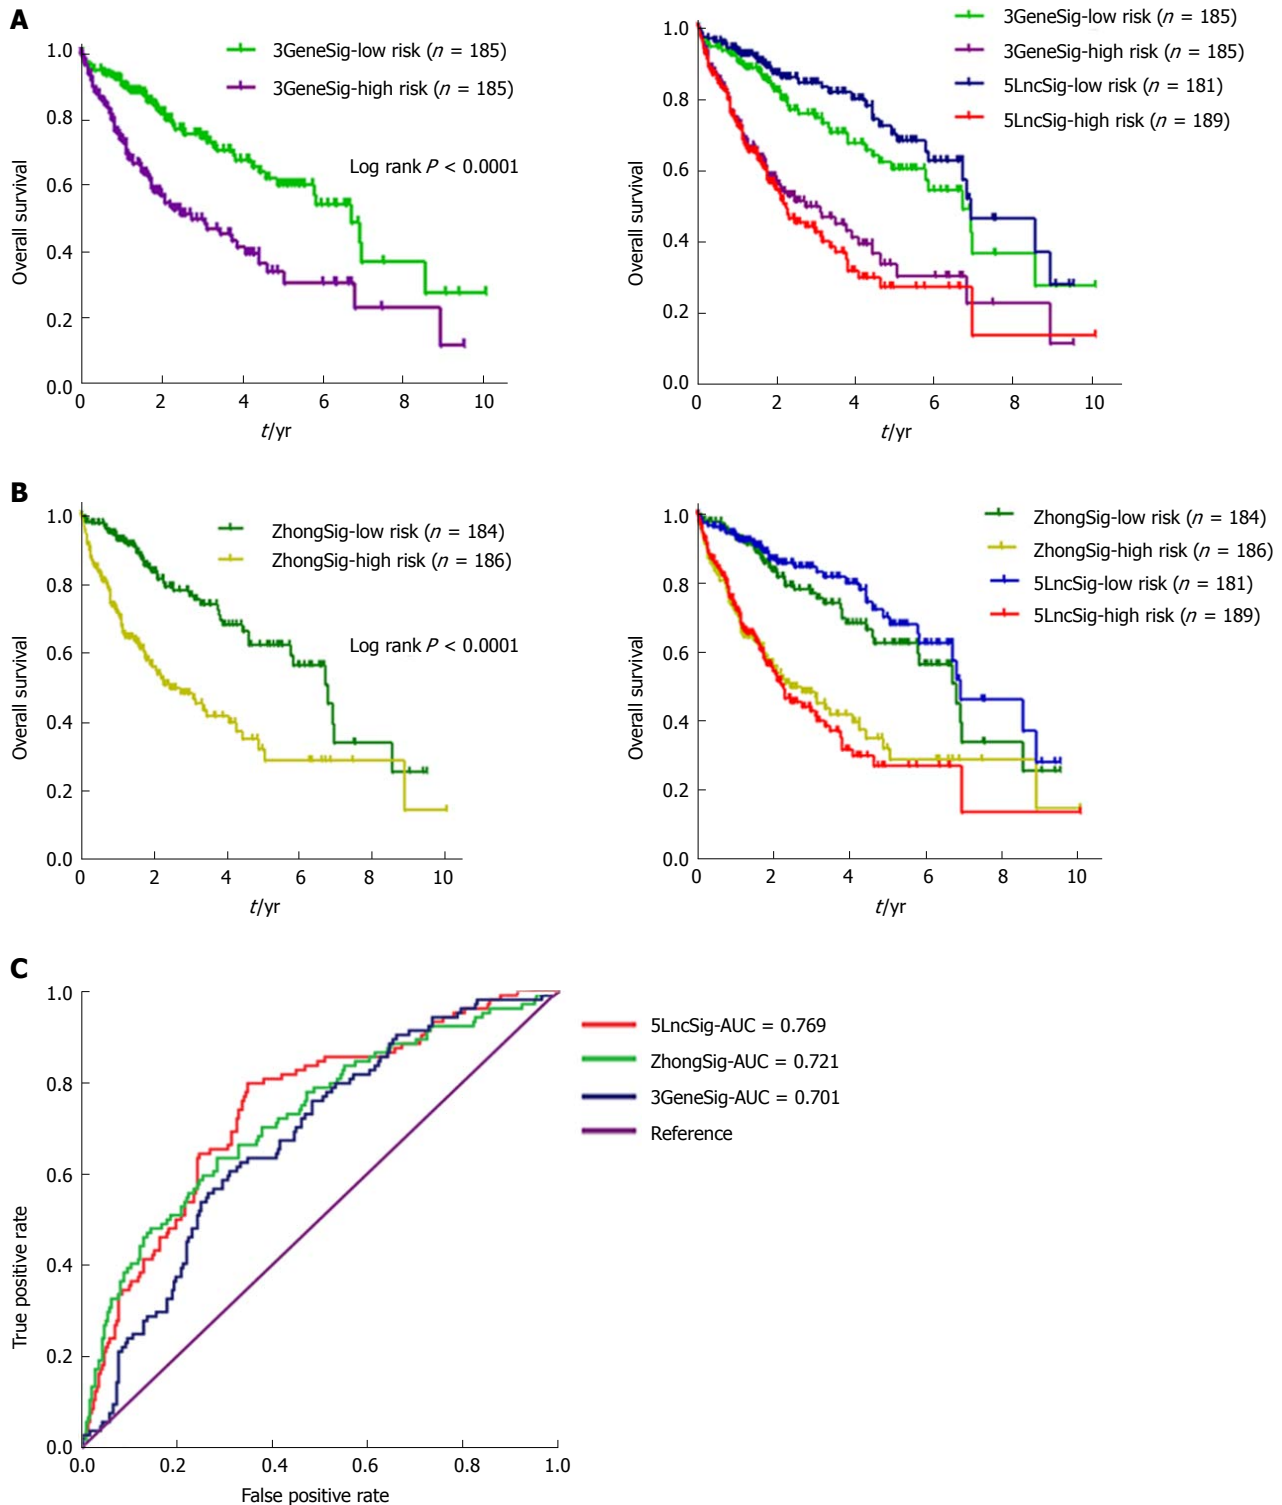 A
3GeneSig-low risk (n = 185)
3GeneSig-high risk (n = 185)
Log rank P < 0.0001
Overall survival
1.0
0.8
0.6
0.4
0.2
0.0
0 2 4 6 8 10
t/yr
3GeneSig-low risk (n = 185)
3GeneSig-high risk (n = 185)
5LncSig-low risk (n = 181)
5LncSig-high risk (n = 189)
Overall survival
1.0
0.8
0.6
0.4
0.2
0.0
0 2 4 6 8 10
t/yr
B
ZhongSig-low risk (n = 184)
ZhongSig-high risk (n = 186)
Log rank P < 0.0001
Overall survival
1.0
0.8
0.6
0.4
0.2
0.0
0 2 4 6 8 10
t/yr
ZhongSig-low risk (n = 184)
ZhongSig-high risk (n = 186)
5LncSig-low risk (n = 181)
5LncSig-high risk (n = 189)
Overall survival
1.0
0.8
0.6
0.4
0.2
0.0
0 2 4 6 8 10
t/yr
C
5LncSig-AUC = 0.769
ZhongSig-AUC = 0.721
3GeneSig-AUC = 0.701
Reference
True positive rate
1.0
0.8
0.6
0.4
0.2
0.0
0.0 0.2 0.4 0.6 0.8 1.0
False positive rate